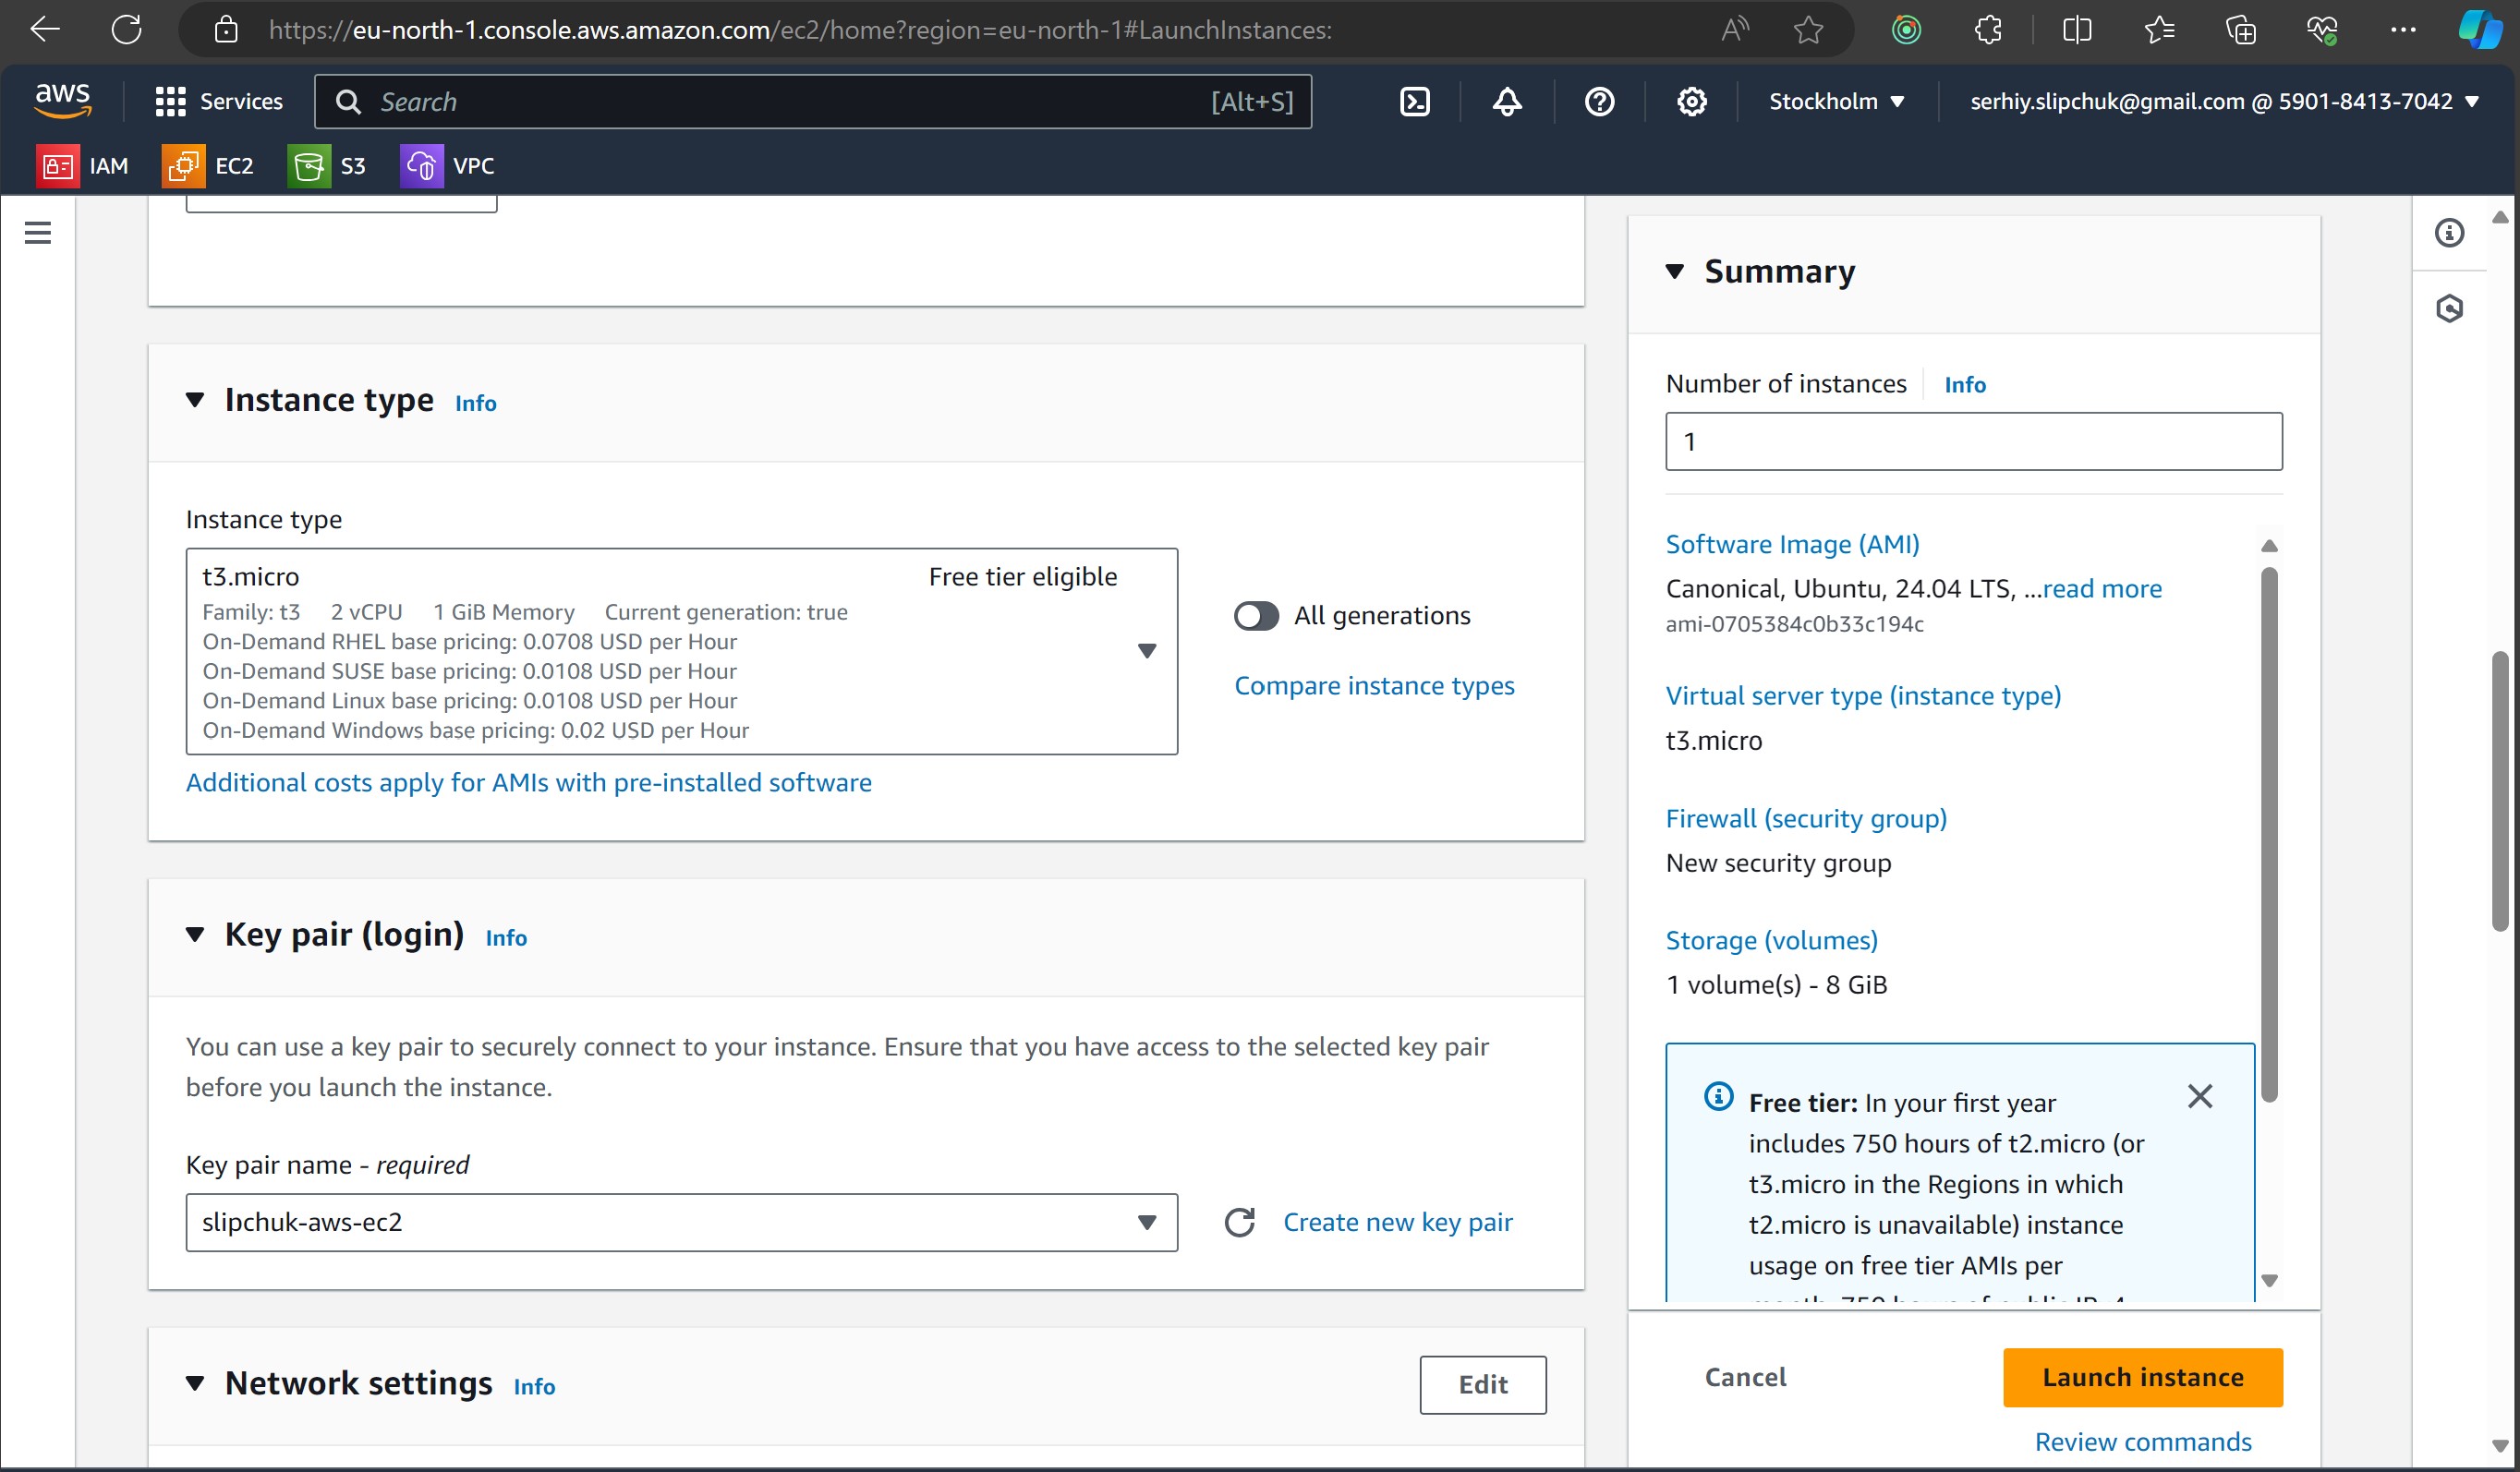 https://eu-north-1.console.aws.amazon.com/ec2/home?region=eu-north-1#LaunchInstances:
aws
Services
Search
[Alt+S]
Stockholm
serhiy.slipchuk@gmail.com @ 5901-8413-7042
IAM
EC2
S3
VPC
Instance type Info
Instance type
t3.micro Free tier eligible
Family: t3 2 vCPU 1 GiB Memory Current generation: true
On-Demand RHEL base pricing: 0.0708 USD per Hour
On-Demand SUSE base pricing: 0.0108 USD per Hour
On-Demand Linux base pricing: 0.0108 USD per Hour
On-Demand Windows base pricing: 0.02 USD per Hour
All generations
Compare instance types
Additional costs apply for AMIs with pre-installed software
Key pair (login) Info
You can use a key pair to securely connect to your instance. Ensure that you have access to the selected key pair
before you launch the instance.
Key pair name - required
slipchuk-aws-ec2
Create new key pair
Network settings Info
Edit
Summary
Number of instances Info
1
Software Image (AMI)
Canonical, Ubuntu, 24.04 LTS, ...read more
ami-0705384c0b33c194c
Virtual server type (instance type)
t3.micro
Firewall (security group)
New security group
Storage (volumes)
1 volume(s) - 8 GiB
Free tier: In your first year
includes 750 hours of t2.micro (or
t3.micro in the Regions in which
t2.micro is unavailable) instance
usage on free tier AMIs per
Cancel
Launch instance
Review commands